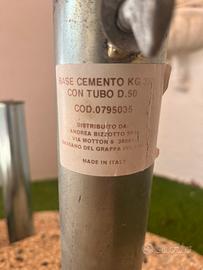 BASE CEMENTO KG
CON TUBO D.50
COD.0795035
DISTRIBUITO DA:
ANDREA BIZZOTTO
VIA MOTTON
DEL GRAPPA
MADE IN ITALY
subito